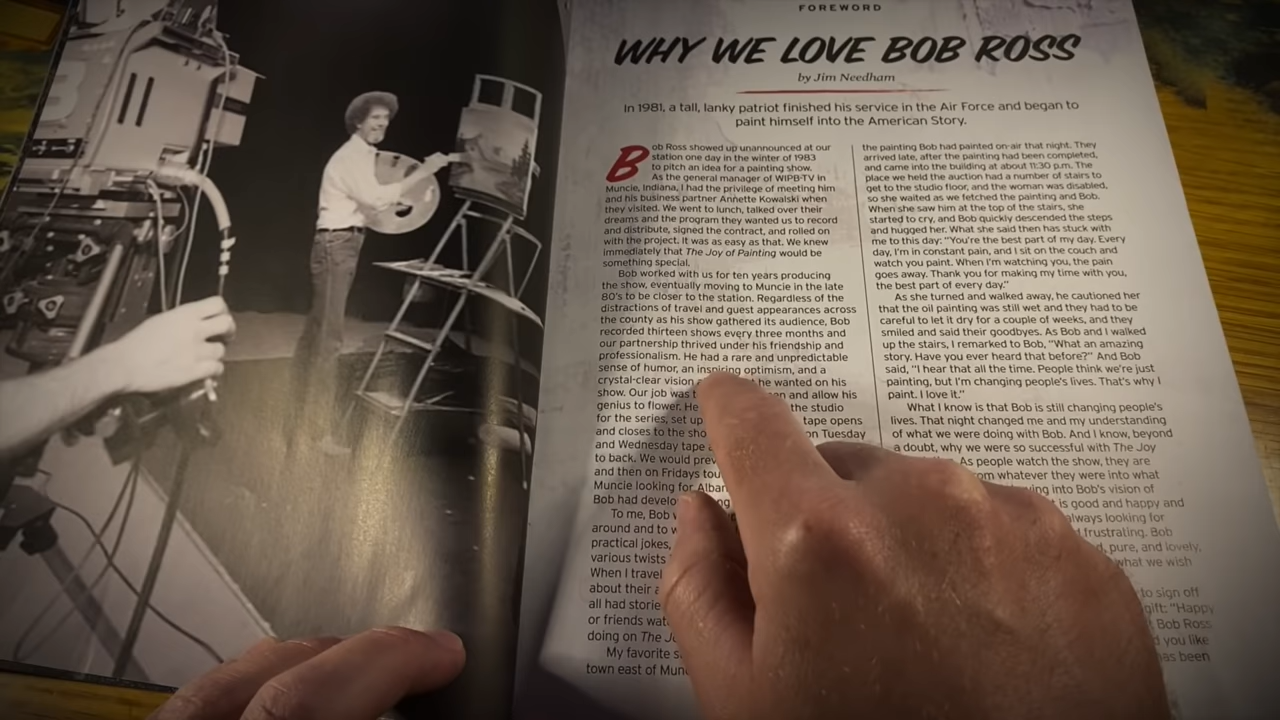 FOREWORD
WHY WE LOVE BOB ROSS
by Jim Needham
In 1981, a tall, lanky patriot finished his service in the Air Force and began to
paint himself into the American Story.
Bob Ross showed up unannounced at our
station one day in the winter of 1983
to pitch an idea for a painting show.
As the general manager of WIPB-TV in
Muncie, Indiana, I had the privilege of meeting him
and his business partner Annette Kowalski when
they visited. We went to lunch, talked over their
dreams and the program they wanted us to record
and distribute, signed the contract, and rolled on
with the project. It was as easy as that. We knew
immediately that The Joy of Painting would be
something special.
Bob worked with us for ten years producing
the show, eventually moving to Muncie in the late
80's to be closer to the station. Regardless of the
distractions of travel and guest appearances across
the county as his show gathered its audience, Bob
recorded thirteen shows every three months and
our partnership thrived under his friendship and
professionalism. He had a rare and unpredictable
sense of humor, an inspiring optimism, and a
crystal-clear vision he wanted on his
show. Our job was and allow his
genius to flower. He the studio
for the series, set up tape opens
and closes to the sho on Tuesday
and Wednesday tape
to back. We would prev
and then on Fridays tou
Muncie looking for Alban
Bob had develo ng
To me, Bob
around and to w
practical jokes,
various twists
When I travel
about their a
all had storie
or friends wat
doing on The Jo
My favorite s
town east of Munc
the painting Bob had painted on-air that night. They
arrived late, after the painting had been completed,
and came into the building at about 11:30 p.m. The
place we held the auction had a number of stairs to
get to the studio floor, and the woman was disabled,
so she waited as we fetched the painting and Bob.
When she saw him at the top of the stairs, she
started to cry, and Bob quickly descended the steps
and hugged her. What she said then has stuck with
me to this day: "You're the best part of my day. Every
day, I'm in constant pain, and I sit on the couch and
watch you paint. When I'm watching you, the pain
goes away. Thank you for making my time with you,
the best part of every day."
As she turned and walked away, he cautioned her
that the oil painting was still wet and they had to be
careful to let it dry for a couple of weeks, and they
smiled and said their goodbyes. As Bob and I walked
up the stairs, I remarked to Bob, "What an amazing
story. Have you ever heard that before?" And Bob
said, "I hear that all the time. People think we're just
painting, but I'm changing people's lives. That's why I
paint. I love it."
What I know is that Bob is still changing people's
lives. That night changed me and my understanding
of what we were doing with Bob. And I know, beyond
a doubt, why we were so successful with The Joy
As people watch the show, they are
om whatever they were into what
ving into Bob's vision of
t is good and happy and
always looking for
frustrating. Bob
d, pure, and lovely,
what we wish
to sign off
gift: "Happy
Bob Ross
d you like
has been